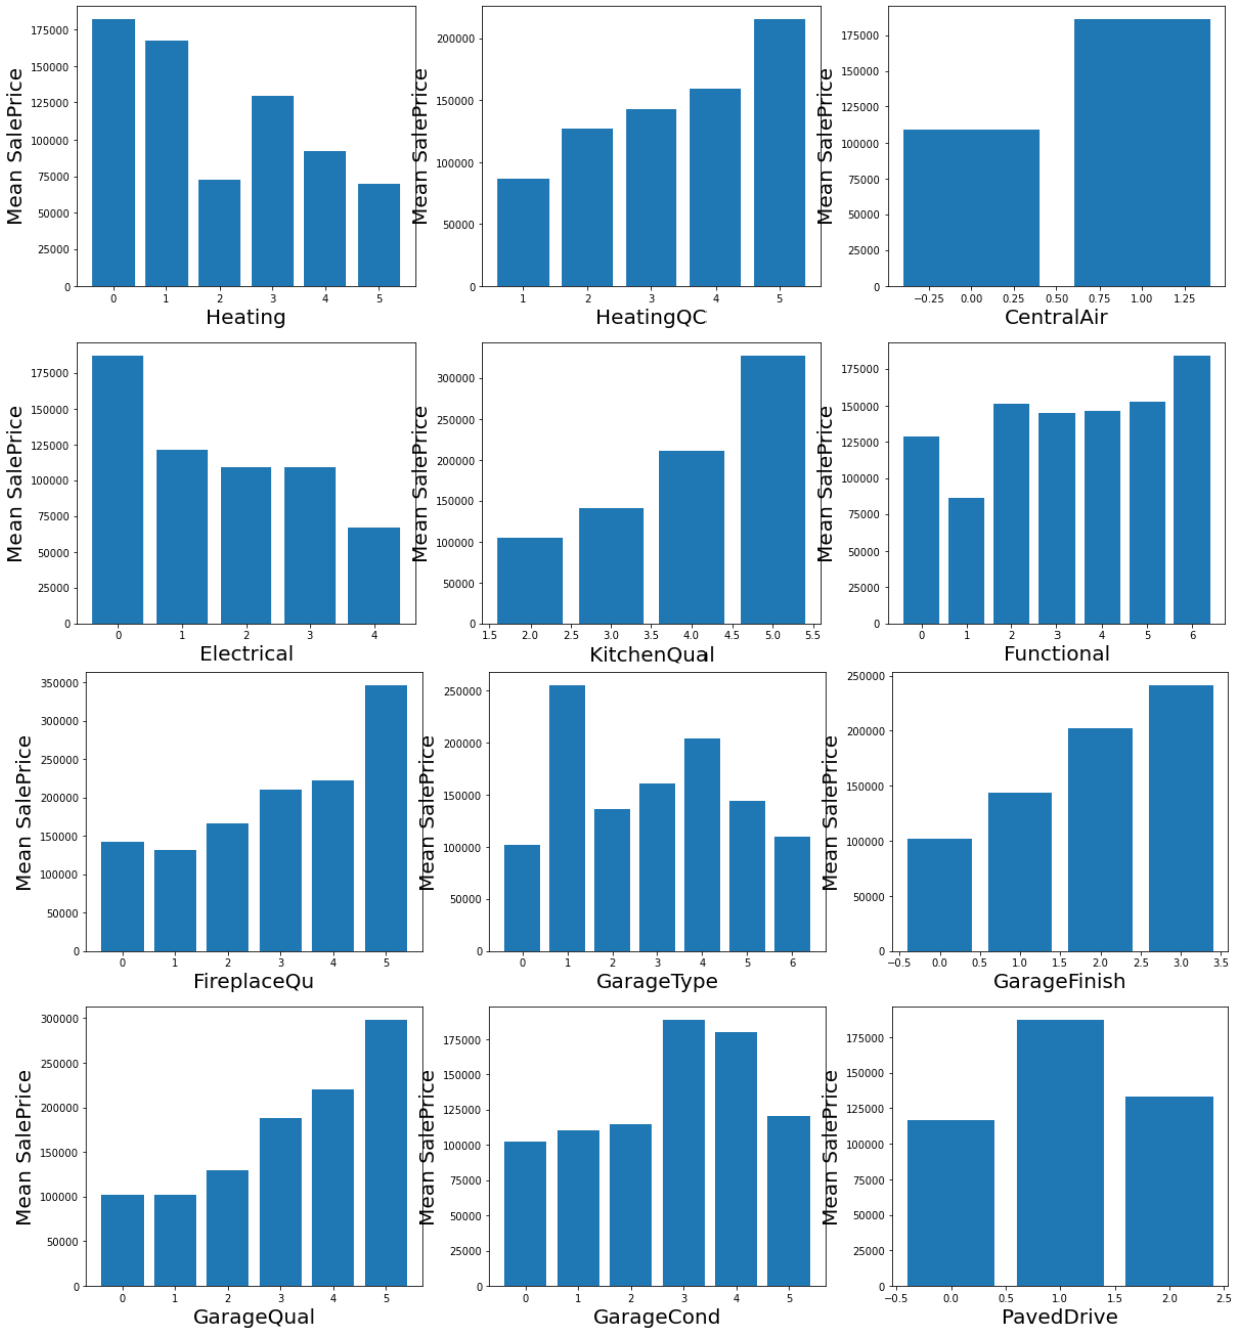 175000
150000
125000
100000
75000
50000
25000
0
Mean SalePrice
0 1 2 3 4 5
Heating
200000
150000
100000
50000
0
Mean SalePrice
1 2 3 4 5
HeatingQC
175000
150000
125000
100000
75000
50000
25000
0
Mean SalePrice
−0.25 0.00 0.25 0.50 0.75 1.00 1.25
CentralAir
175000
150000
125000
100000
75000
50000
25000
0
Mean SalePrice
0 1 2 3 4
Electrical
300000
250000
200000
150000
100000
50000
0
Mean SalePrice
1.5 2.0 2.5 3.0 3.5 4.0 4.5 5.0 5.5
KitchenQual
175000
150000
125000
100000
75000
50000
25000
0
Mean SalePrice
0 1 2 3 4 5 6
Functional
350000
300000
250000
200000
150000
100000
50000
0
Mean SalePrice
0 1 2 3 4 5
FireplaceQu
250000
200000
150000
100000
50000
0
Mean SalePrice
0 1 2 3 4 5 6
GarageType
250000
200000
150000
100000
50000
0
Mean SalePrice
−0.5 0.0 0.5 1.0 1.5 2.0 2.5 3.0 3.5
GarageFinish
300000
250000
200000
150000
100000
50000
0
Mean SalePrice
0 1 2 3 4 5
GarageQual
175000
150000
125000
100000
75000
50000
25000
0
Mean SalePrice
0 1 2 3 4 5
GarageCond
175000
150000
125000
100000
75000
50000
25000
0
Mean SalePrice
−0.5 0.0 0.5 1.0 1.5 2.0 2.5
PavedDrive